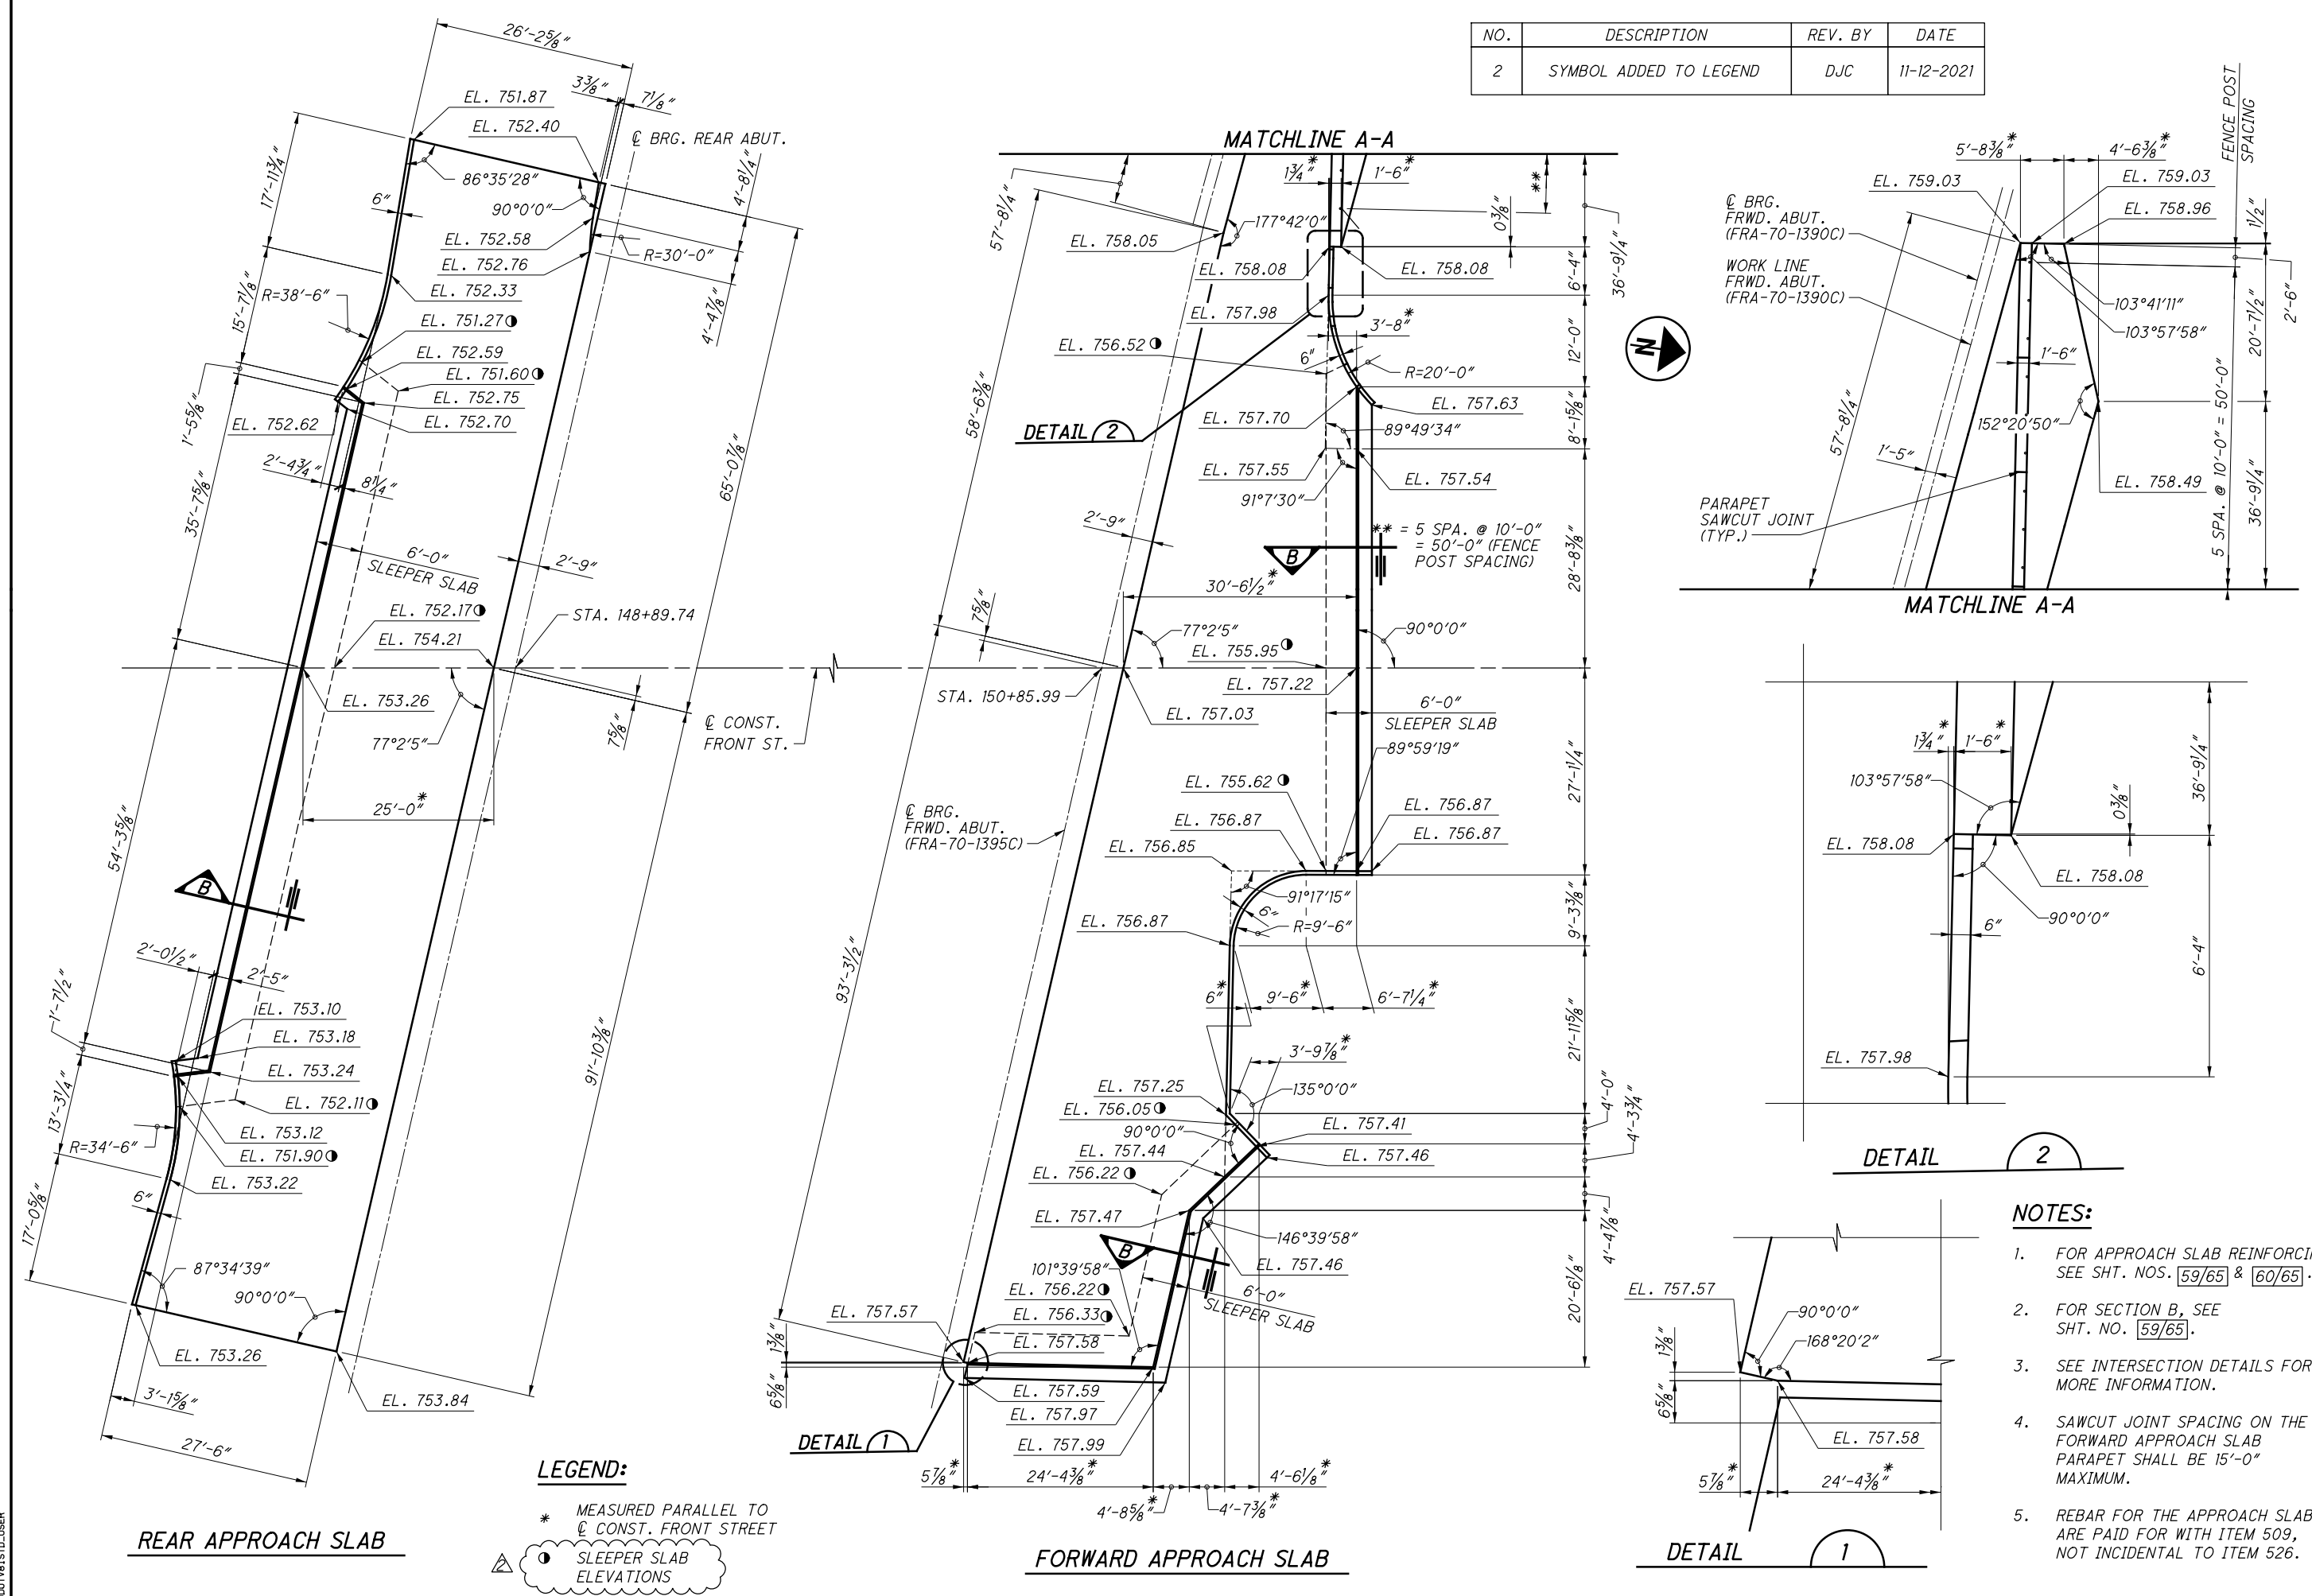 NO. DESCRIPTION REV. BY DATE
2 SYMBOL ADDED TO LEGEND DJC 11-12-2021
26'-2⅝"
3⅜"
7⅛"
EL. 751.87
EL. 752.40
℄ BRG. REAR ABUT.
17'-11¾"
86°35'28"
4'-8¼"
6"
90°0'0"
EL. 752.58
R=30'-0"
EL. 752.76
EL. 752.33
R=38'-6"
15'-7⅛"
4'-4⅞"
EL. 751.27◑
EL. 752.59
EL. 751.60◑
EL. 752.75
1'-5⅝"
EL. 752.62
EL. 752.70
2'-4¾"
8¼"
65'-0⅞"
35'-7⅝"
6'-0"
SLEEPER SLAB
2'-9"
EL. 752.17◑
STA. 148+89.74
EL. 754.21
EL. 753.26
77°2'5"
7⅝"
℄ CONST.
FRONT ST.
25'-0"*
54'-3⅝"
B
2'-0½"
2'-5"
1'-7½"
EL. 753.10
EL. 753.18
91'-10⅜"
EL. 753.24
EL. 752.11◑
13'-3¼"
EL. 753.12
R=34'-6"
EL. 751.90◑
EL. 753.22
6"
17'-0⅝"
87°34'39"
90°0'0"
EL. 753.26
3'-1⅝"
EL. 753.84
27'-6"
REAR APPROACH SLAB
LEGEND:
* MEASURED PARALLEL TO
℄ CONST. FRONT STREET
2
◑ SLEEPER SLAB
ELEVATIONS
MATCHLINE A-A
1¾"*
1'-6"*
**
57'-8¼"
177°42'0"
0⅜"
EL. 758.05
EL. 758.08
EL. 758.08
36'-9¼"
6'-4"
EL. 757.98
3'-8"*
EL. 756.52 ◑
6"
12'-0"
R=20'-0"
58'-6⅜"
EL. 757.70
EL. 757.63
DETAIL 2
89°49'34"
8'-1⅝"
EL. 757.55
EL. 757.54
91°7'30"
2'-9"
** = 5 SPA. @ 10'-0"
= 50'-0" (FENCE
POST SPACING)
B
30'-6½"*
28'-8⅜"
7⅝"
77°2'5"
90°0'0"
EL. 755.95◑
EL. 757.22
STA. 150+85.99
EL. 757.03
6'-0"
SLEEPER SLAB
89°59'19"
27'-1¼"
EL. 755.62 ◑
EL. 756.87
EL. 756.87
EL. 756.87
℄ BRG.
FRWD. ABUT.
(FRA-70-1395C)
EL. 756.85
91°17'15"
6"
R=9'-6"
EL. 756.87
9'-3⅜"
93'-3½"
6"*
9'-6"*
6'-7¼"*
21'-11⅝"
3'-9⅞"*
EL. 757.25
135°0'0"
4'-0"
EL. 756.05◑
90°0'0"
EL. 757.41
4'-3¾"
EL. 757.44
EL. 757.46
EL. 756.22 ◑
EL. 757.47
4'-4⅞"
146°39'58"
B
101°39'58"
EL. 757.46
EL. 756.22◑
6'-0"
SLEEPER SLAB
EL. 757.57
EL. 756.33◑
20'-6⅛"
1⅜"
EL. 757.58
6⅝"
EL. 757.59
EL. 757.97
DETAIL 1
EL. 757.99
5⅞"*
24'-4⅜"*
4'-6⅛"*
4'-8⅝"*
4'-7⅜"*
FORWARD APPROACH SLAB
N
FENCE POST
SPACING
5'-8⅜"*
4'-6⅜"*
EL. 759.03
EL. 759.03
℄ BRG.
FRWD. ABUT.
(FRA-70-1390C)
EL. 758.96
1½"
WORK LINE
FRWD. ABUT.
(FRA-70-1390C)
2'-6"
103°41'11"
103°57'58"
20'-7½"
57'-8¼"
1'-6"
152°20'50"
1'-5"
EL. 758.49
PARAPET
SAWCUT JOINT
(TYP.)
5 SPA. @ 10'-0" = 50'-0"
36'-9¼"
MATCHLINE A-A
1¾"*
1'-6"*
103°57'58"
0⅜"
36'-9¼"
EL. 758.08
EL. 758.08
90°0'0"
6"
6'-4"
EL. 757.98
DETAIL 2
EL. 757.57
90°0'0"
168°20'2"
1⅜"
6⅝"
EL. 757.58
5⅞"*
24'-4⅜"*
DETAIL 1
NOTES:
1. FOR APPROACH SLAB REINFORCIN
SEE SHT. NOS. 59/65 & 60/65.
2. FOR SECTION B, SEE
SHT. NO. 59/65.
3. SEE INTERSECTION DETAILS FOR
MORE INFORMATION.
4. SAWCUT JOINT SPACING ON THE
FORWARD APPROACH SLAB
PARAPET SHALL BE 15'-0"
MAXIMUM.
5. REBAR FOR THE APPROACH SLAB
ARE PAID FOR WITH ITEM 509,
NOT INCIDENTAL TO ITEM 526.